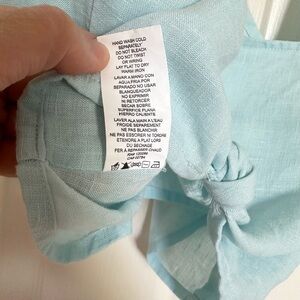 HAND WASH COLD
SEPARATELY
DO NOT BLEACH
DO NOT TWIST
OR WRING
LAY FLAT TO DRY
WARM IRON
LAVAR A MANO CON
AGUA FRIA POR
SEPARADO NO USAR
BLANQUEADOR
NO EXPRIMIR
NI RETORCER
SECAR SOBRE
SUPERFICE PLANA
HIERRO CALIENTE
LAVER A LA MAIN A L'EAU
FROIDE SEPAREMENT
NE PAS BLANCHIR
NE PAS ESSORER NI TORDRE
ETENDRE A PLAT LORS
DU SECHAGE
FER À REPASSER CHAUD